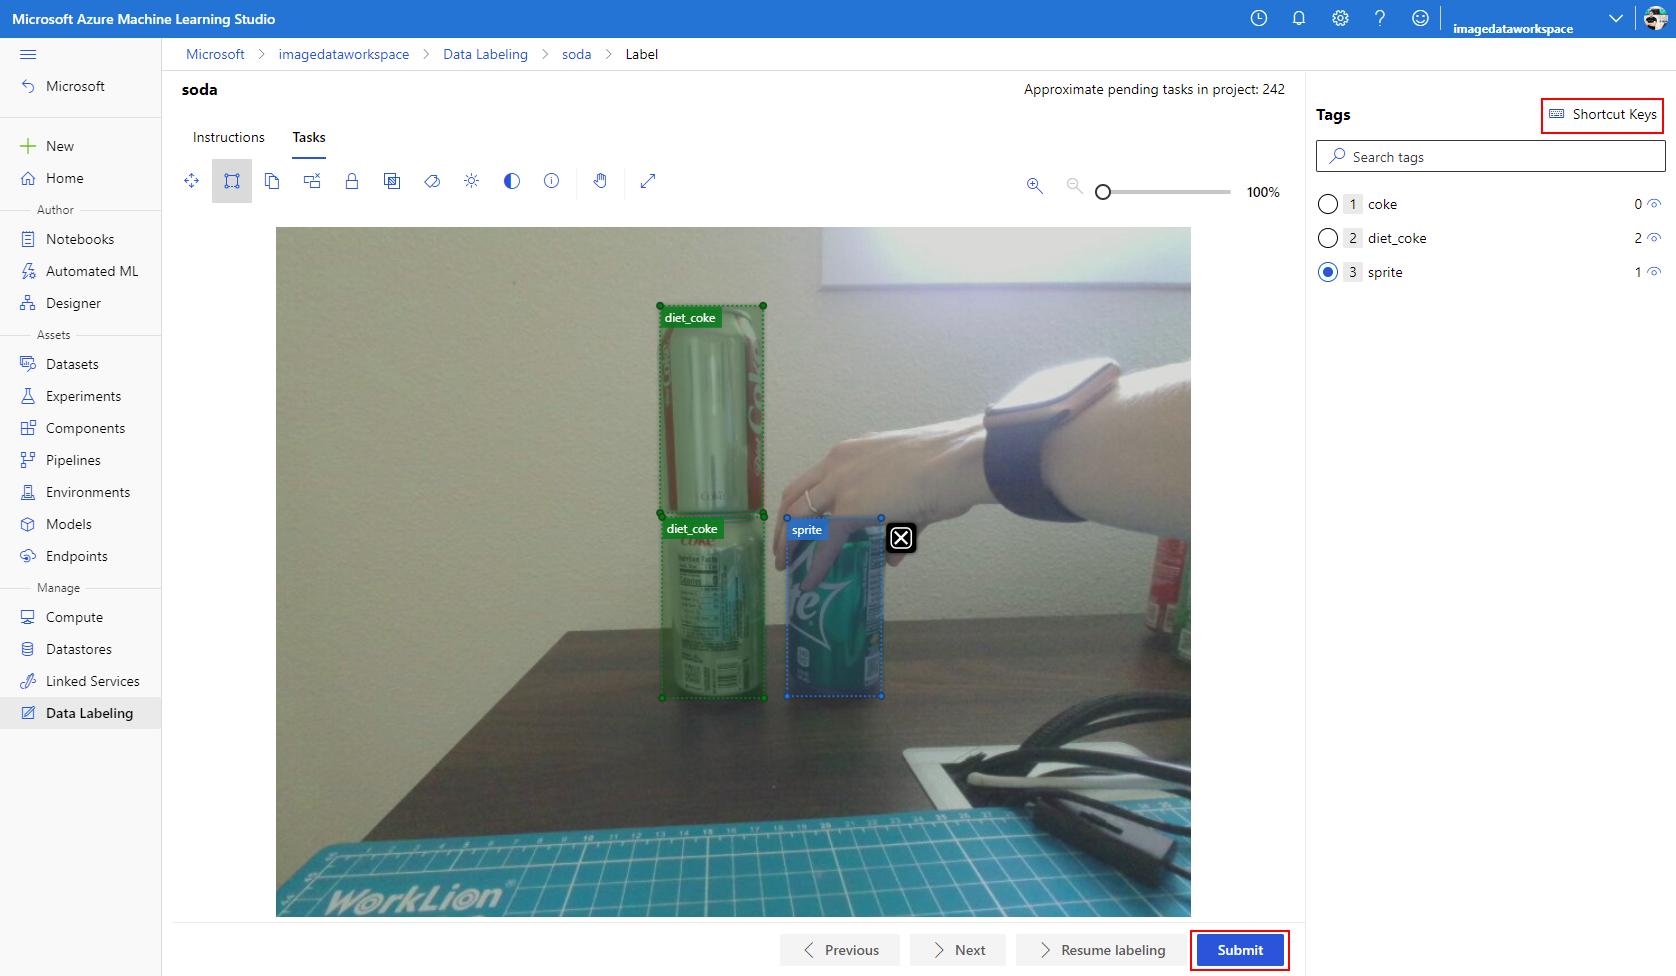 Microsoft Azure Machine Learning Studio
imagedataworkspace
Microsoft > imagedataworkspace > Data Labeling > soda > Label
Microsoft
New
Home
Author
Notebooks
Automated ML
Designer
Assets
Datasets
Experiments
Components
Pipelines
Environments
Models
Endpoints
Manage
Compute
Datastores
Linked Services
Data Labeling
soda
Approximate pending tasks in project: 242
Instructions
Tasks
100%
diet_coke
diet_coke
sprite
WORKLION
Previous
Next
Resume labeling
Submit
Tags
Shortcut Keys
Search tags
1 coke 0
2 diet_coke 2
3 sprite 1